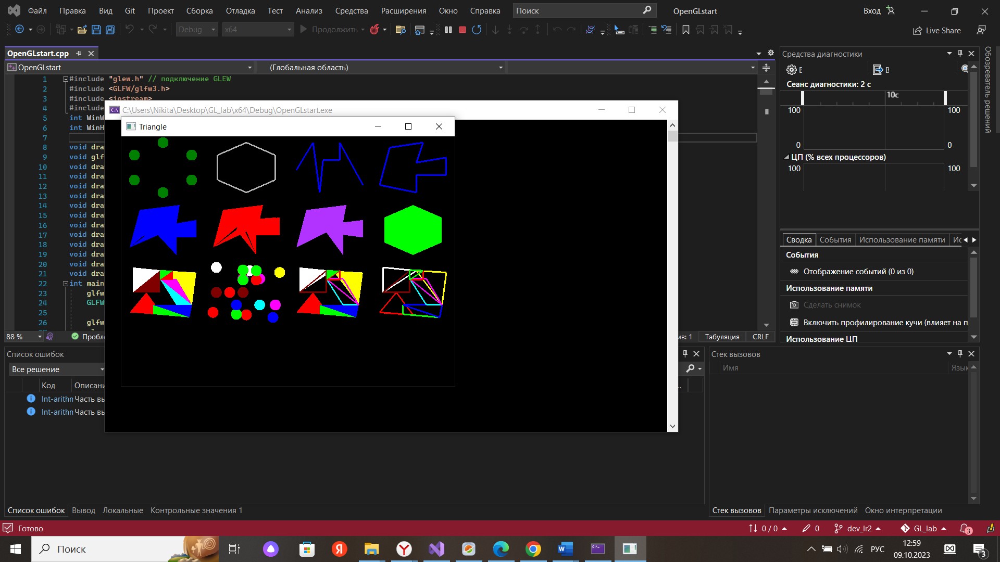 Файл Правка Вид Git Проект Сборка Отладка Тест Анализ Средства Расширения Окно Справка Поиск OpenGLstart Вход
Debug x64 Продолжить Live Share
OpenGLstart.cpp
OpenGLstart (Глобальная область)
1 #include "glew.h" // подключение GLEW
2 #include <GLFW/glfw3.h>
3 #include <iostream>
4 #include
5 int WinW
6 int WinH
7
8 void dra
9 void glf
10 void dra
11 void dra
12 void dra
13 void dra
14 void dra
15 void dra
16 void dra
17 void dra
18 void dra
19 void dra
20 void dra
21 void dra
22 int main
23 glfw
24 GLFW
25
26 glfw
C:\Users\Nikita\Desktop\GL_lab\x64\Debug\OpenGLstart.exe
Triangle
88 % Пробл
мв: 1 Табуляция CRLF
Средства диагностики
Сеанс диагностики: 2 с
10с
100 100
0 0
ЦП (% всех процессоров)
100 100
Сводка События Использование памяти Ис
События
Отображение событий (0 из 0)
Использование памяти
Сделать снимок
Включить профилирование кучи (влияет на п
Использование ЦП
Обозреватель решений
Список ошибок
Все решение
Код Описани
Int-arithn Часть вы
Int-arithn Часть вы
Список ошибок Вывод Локальные Контрольные значения 1
Стек вызовов
Имя Язык
Стек вызовов Параметры исключений Окно интерпретации
Готово 0 / 0 0 dev_lr2 GL_lab 3
Поиск РУС 12:59
09.10.2023 3